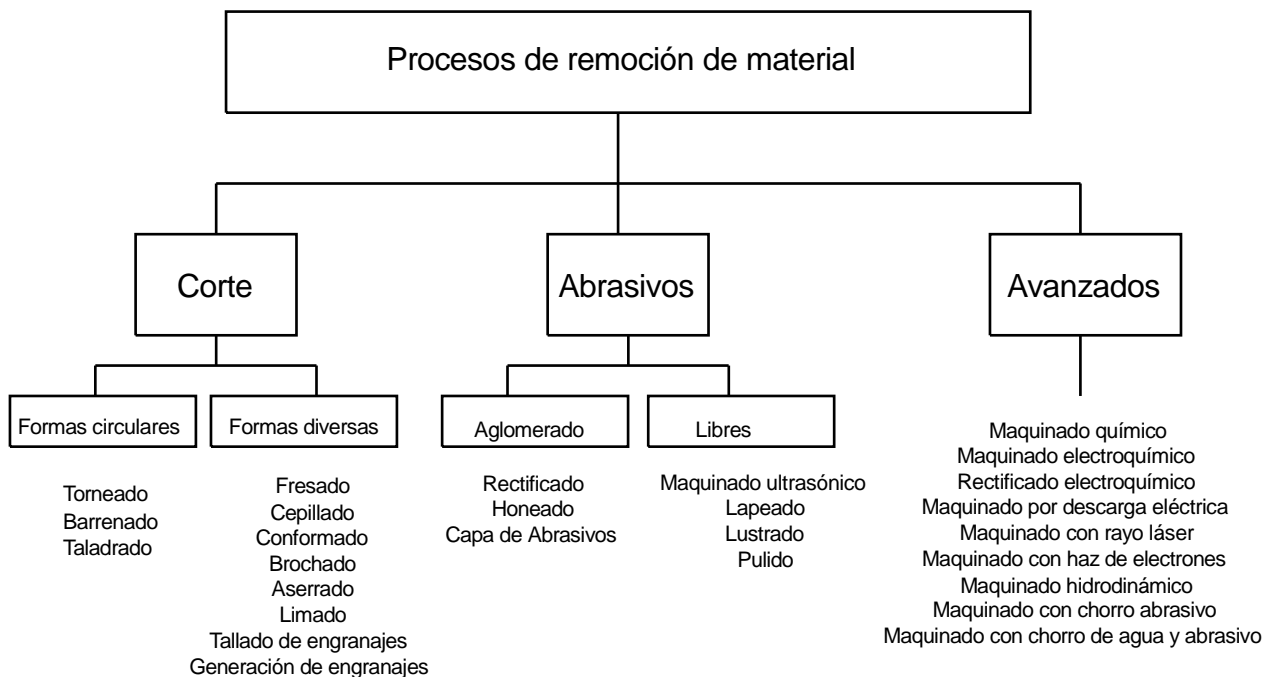 Procesos de remoción de material
Corte
Abrasivos
Avanzados
Formas circulares
Formas diversas
Aglomerado
Libres
Torneado
Barrenado
Taladrado
Fresado
Cepillado
Conformado
Brochado
Aserrado
Limado
Tallado de engranajes
Generación de engranajes
Rectificado
Honeado
Capa de Abrasivos
Maquinado ultrasónico
Lapeado
Lustrado
Pulido
Maquinado químico
Maquinado electroquímico
Rectificado electroquímico
Maquinado por descarga eléctrica
Maquinado con rayo láser
Maquinado con haz de electrones
Maquinado hidrodinámico
Maquinado con chorro abrasivo
Maquinado con chorro de agua y abrasivo